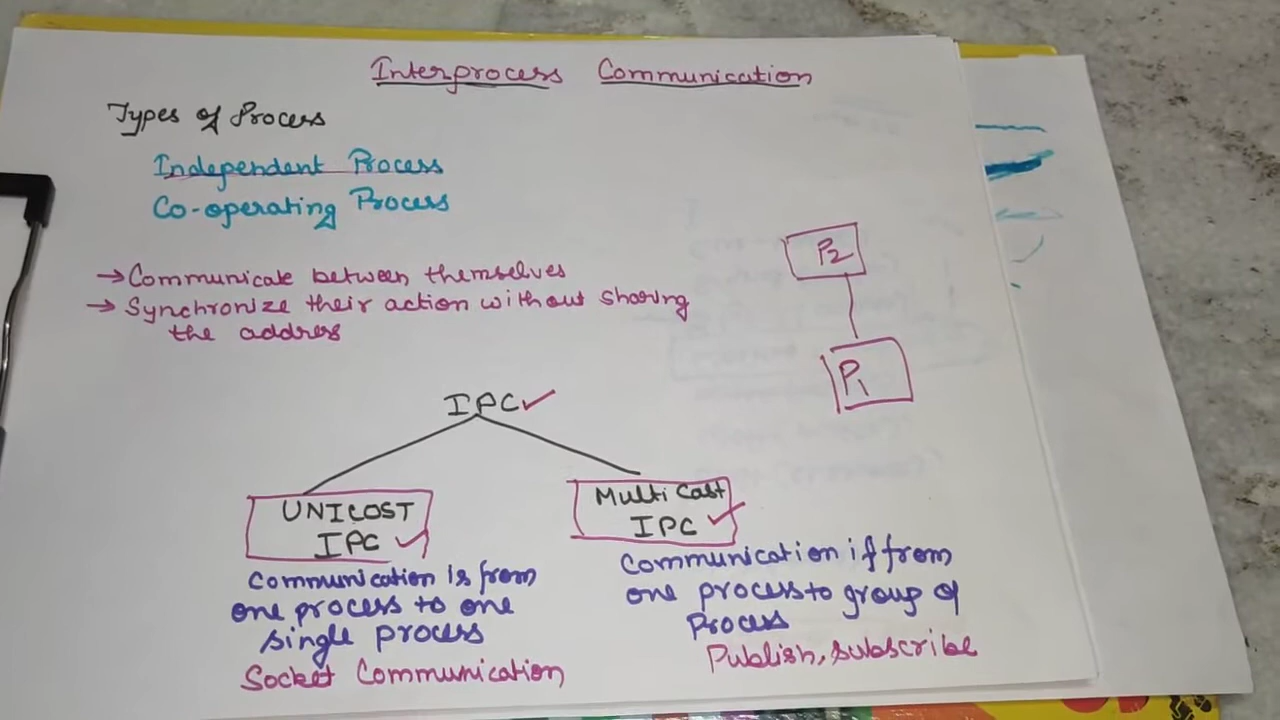 Interprocess Communication
Types of Process
Independent Process
Co-operating Process
→ Communicate between themselves
→ Synchronize their action without sharing
the address
P2
P1
IPC ✓
UNICOST
IPC ✓
Communication is from
one process to one
single process
Socket Communication
Multi Cast
IPC ✓
Communication if from
one process to group of
Process
Publish, subscribe